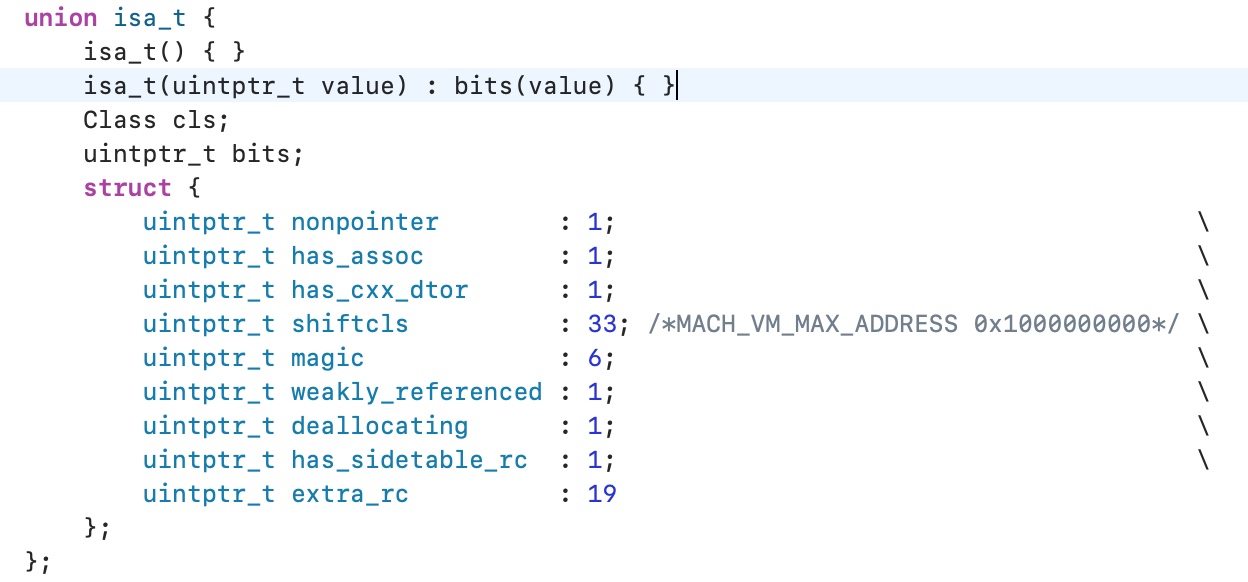 union isa_t {
    isa_t() { }
    isa_t(uintptr_t value) : bits(value) { }
    Class cls;
    uintptr_t bits;
    struct {
        uintptr_t nonpointer        : 1;                                         \
        uintptr_t has_assoc         : 1;                                         \
        uintptr_t has_cxx_dtor      : 1;                                         \
        uintptr_t shiftcls          : 33; /*MACH_VM_MAX_ADDRESS 0x1000000000*/ \
        uintptr_t magic             : 6;                                         \
        uintptr_t weakly_referenced : 1;                                         \
        uintptr_t deallocating      : 1;                                         \
        uintptr_t has_sidetable_rc  : 1;                                         \
        uintptr_t extra_rc          : 19
    };
};